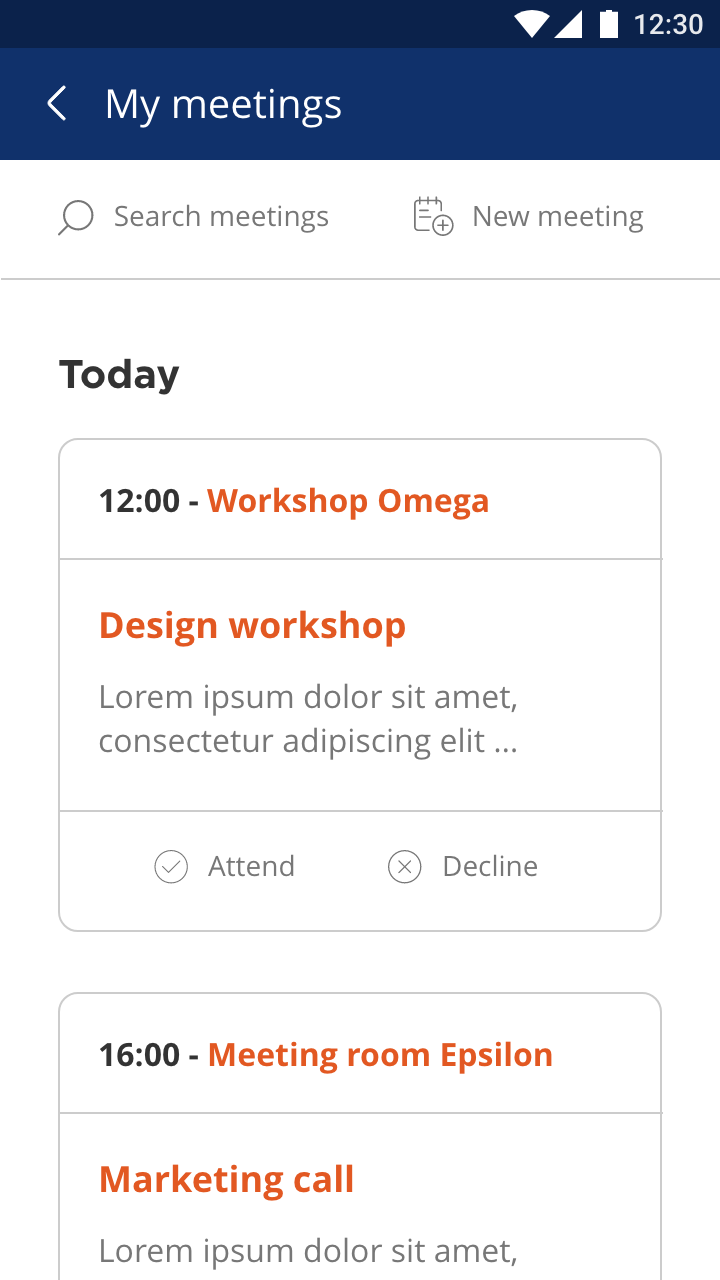 12:30
My meetings
Search meetings
New meeting
Today
12:00 - Workshop Omega
Design workshop
Lorem ipsum dolor sit amet,
consectetur adipiscing elit ...
Attend
Decline
16:00 - Meeting room Epsilon
Marketing call
Lorem ipsum dolor sit amet,